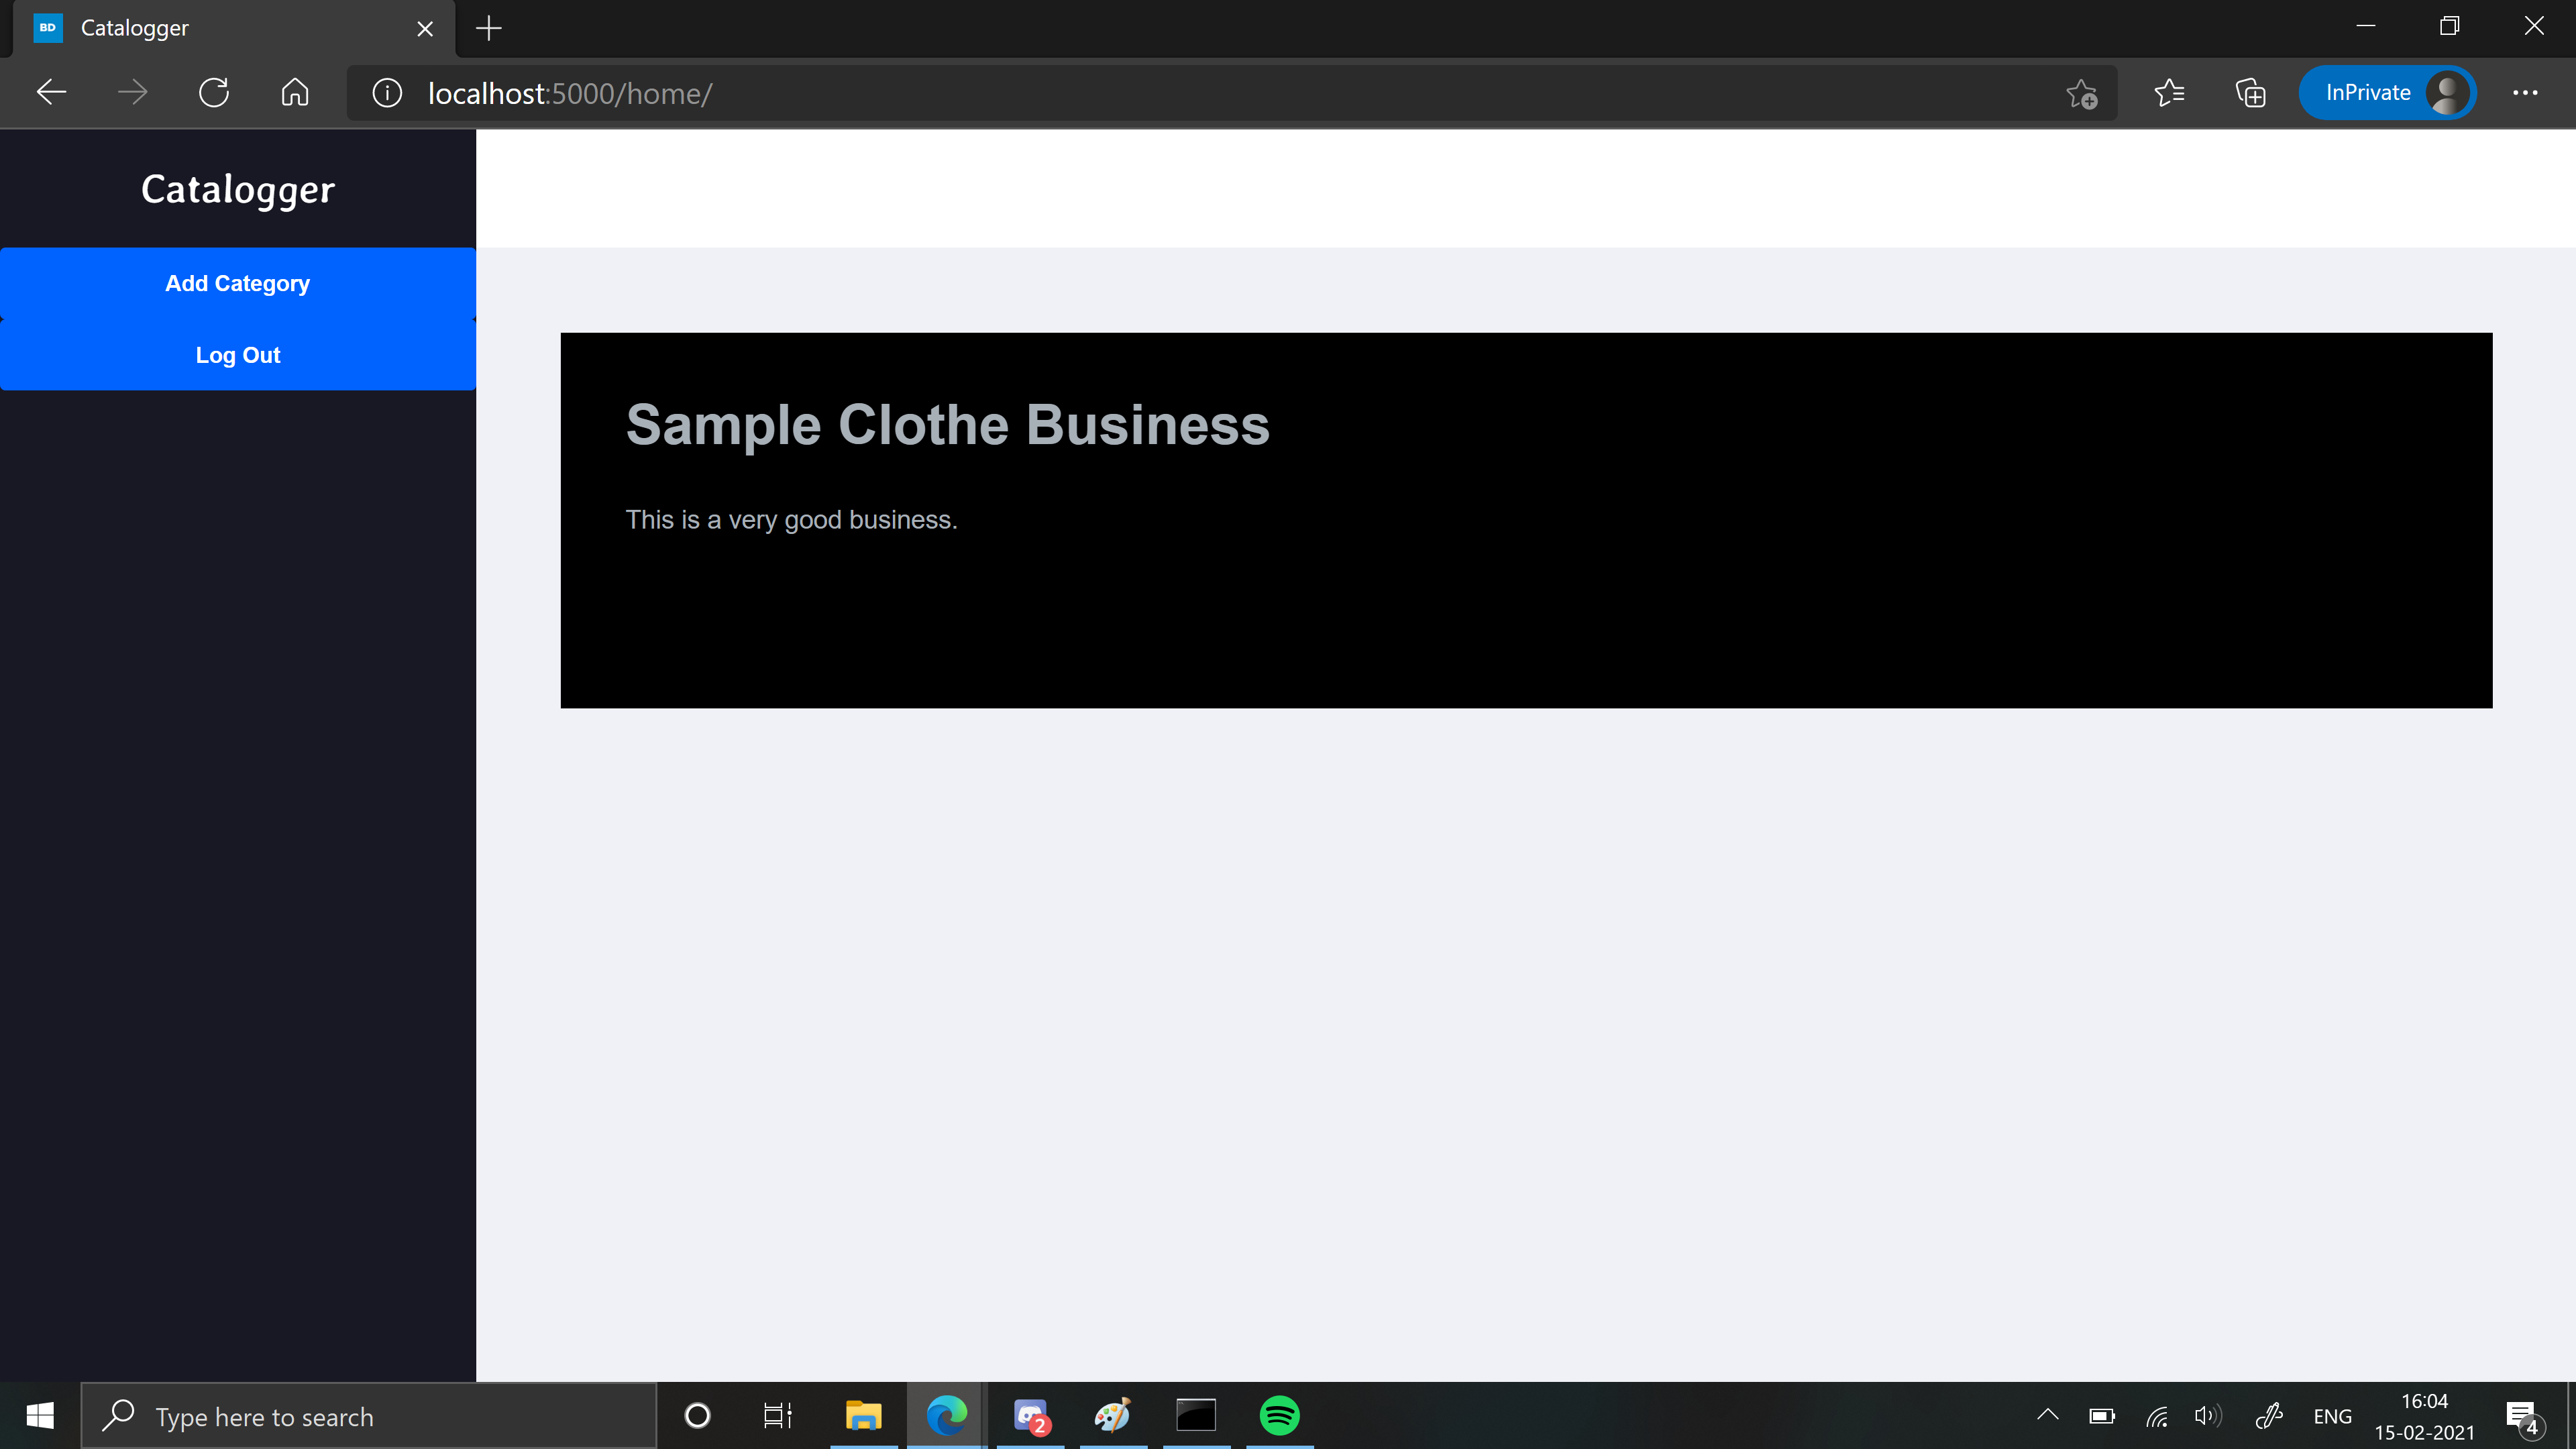 BD Catalogger
localhost:5000/home/
InPrivate
Catalogger
Add Category
Log Out
Sample Clothe Business
This is a very good business.
Type here to search
2
ENG
16:04
15-02-2021
4